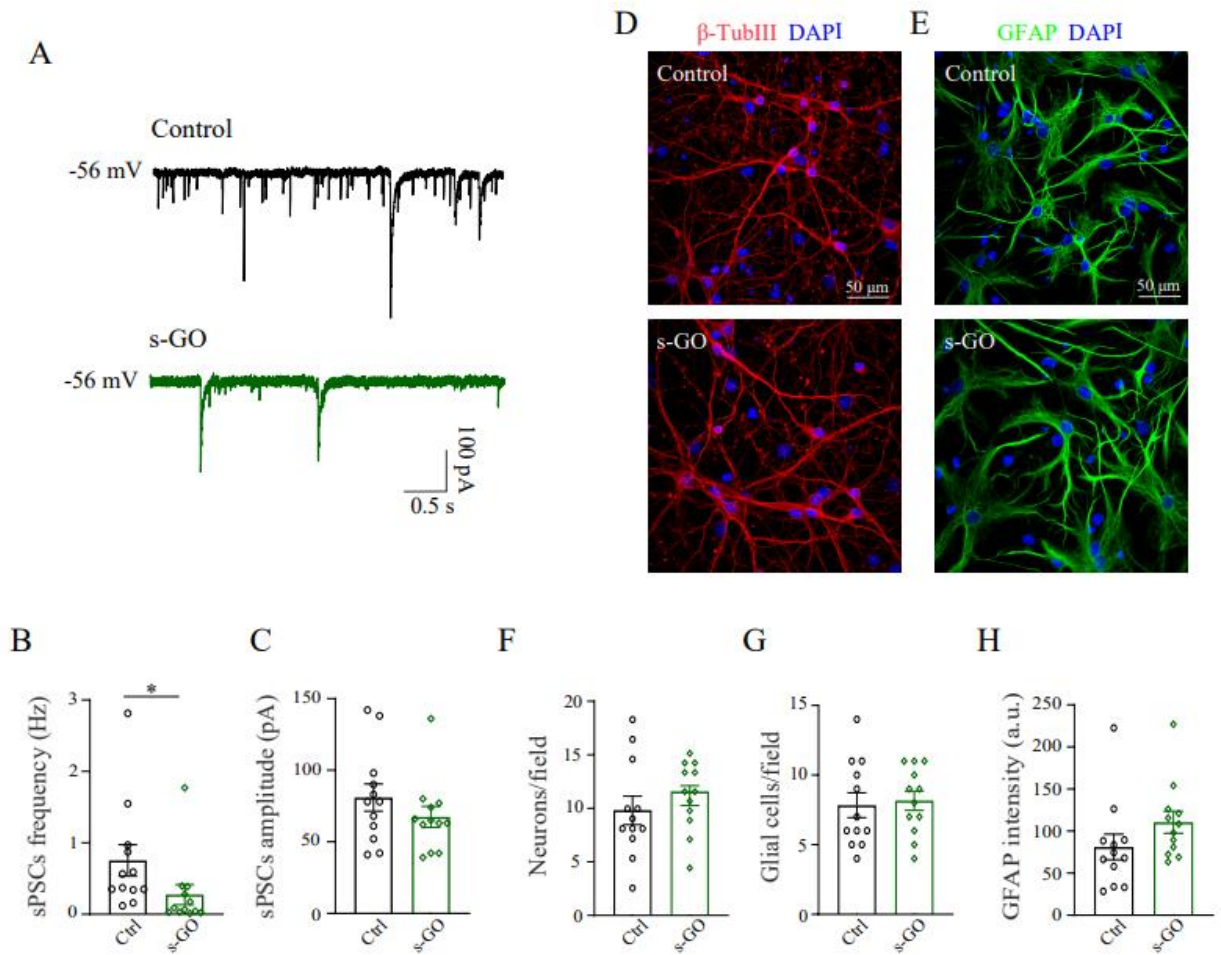 A
Control
-56 mV
s-GO
-56 mV
100 pA
0.5 s
D
β-TubIII DAPI
Control
50 μm
s-GO
E
GFAP DAPI
Control
50 μm
s-GO
B
sPSCs frequency (Hz)
3
2
1
0
*
Ctrl
s-GO
C
sPSCs amplitude (pA)
150
100
50
0
Ctrl
s-GO
F
Neurons/field
20
15
10
5
0
Ctrl
s-GO
G
Glial cells/field
15
10
5
0
Ctrl
s-GO
H
GFAP intensity (a.u.)
250
200
150
100
50
0
Ctrl
s-GO